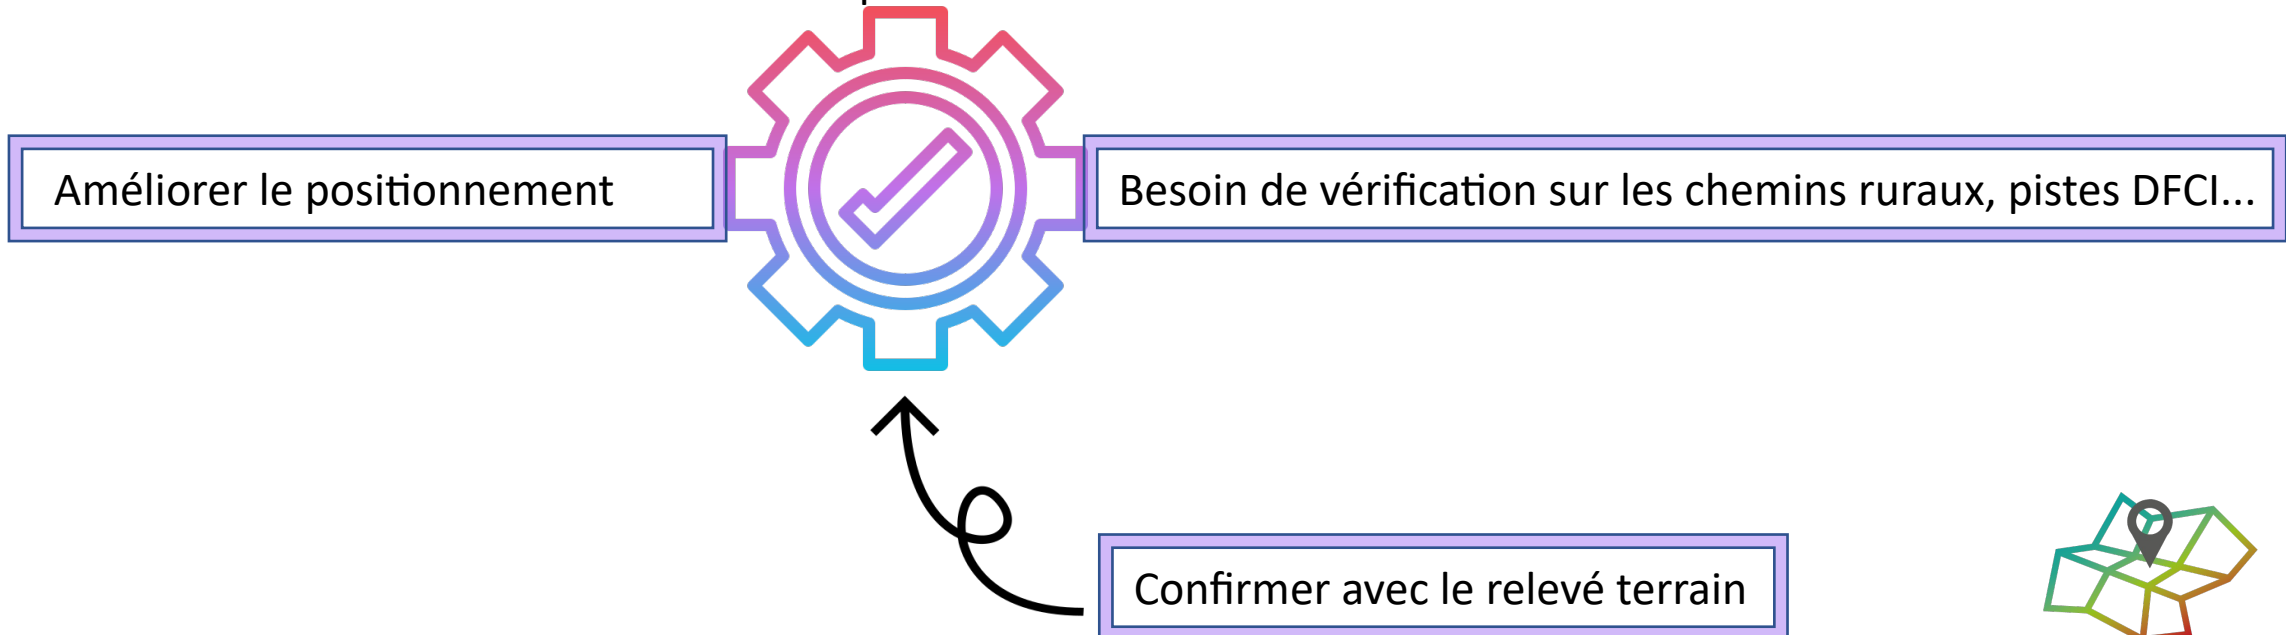 Améliorer le positionnement
Besoin de vérification sur les chemins ruraux, pistes DFCI...
Confirmer avec le relevé terrain